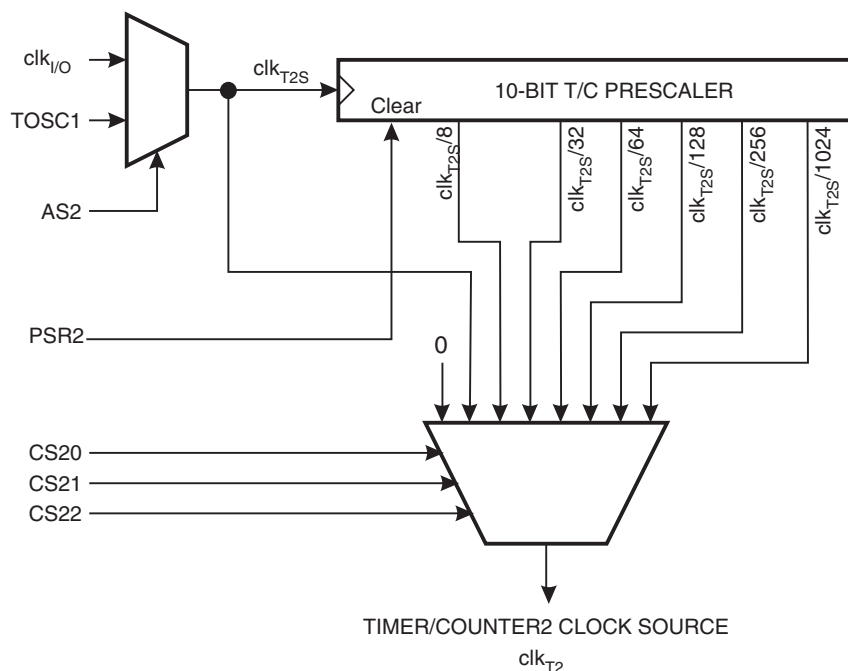 clkI/O
TOSC1
AS2
PSR2
clkT2S
10-BIT T/C PRESCALER
Clear
clkT2S/8
clkT2S/32
clkT2S/64
clkT2S/128
clkT2S/256
clkT2S/1024
0
CS20
CS21
CS22
TIMER/COUNTER2 CLOCK SOURCE
clkT2